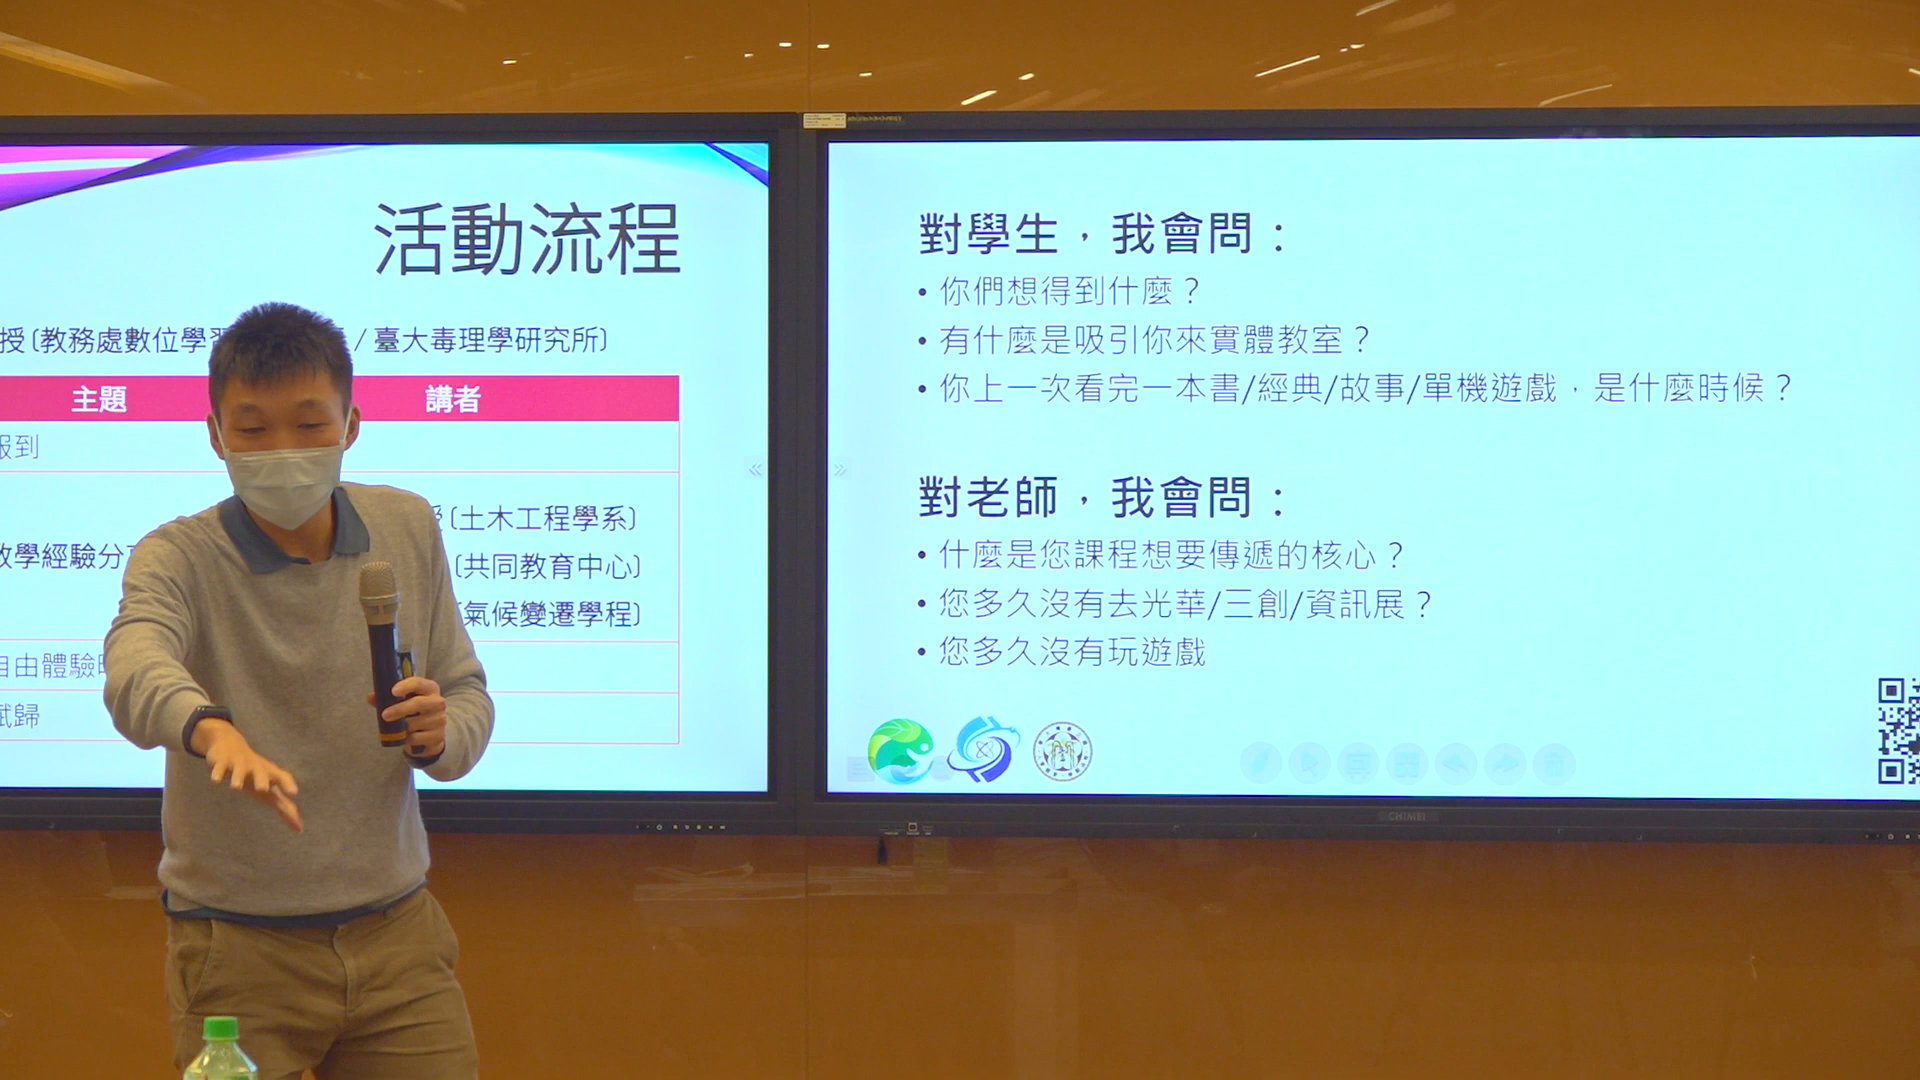 活動流程
授〔教務處數位學習 / 臺大毒理學研究所〕
主題 講者
報到
〔土木工程學系〕
教學經驗分 〔共同教育中心〕
氣候變遷學程〕
自由體驗
賦歸
對學生，我會問：
• 你們想得到什麼？
• 有什麼是吸引你來實體教室？
• 你上一次看完一本書/經典/故事/單機遊戲，是什麼時候？
對老師，我會問：
• 什麼是您課程想要傳遞的核心？
• 您多久沒有去光華/三創/資訊展？
• 您多久沒有玩遊戲
CHIMEI